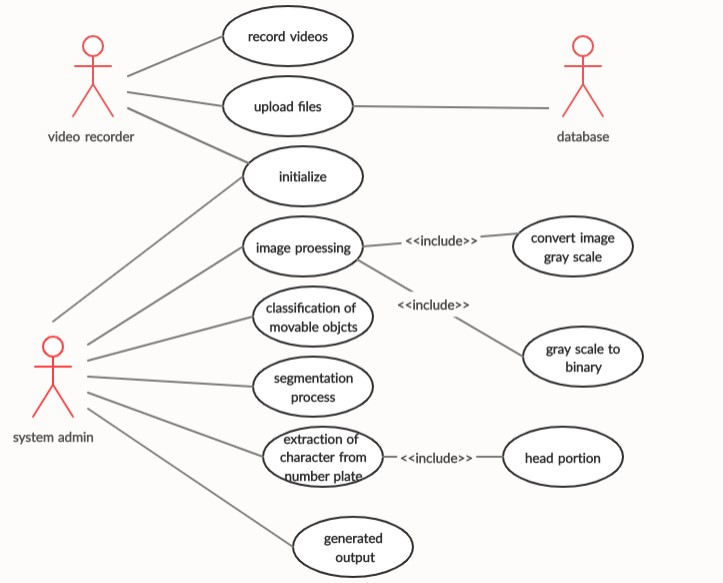 record videos
upload files
video recorder
database
initialize
image proessing
<<include>>
convert image
gray scale
<<include>>
classification of
movable objcts
gray scale to
binary
segmentation
process
system admin
extraction of
character from
number plate
<<include>>
head portion
generated
output